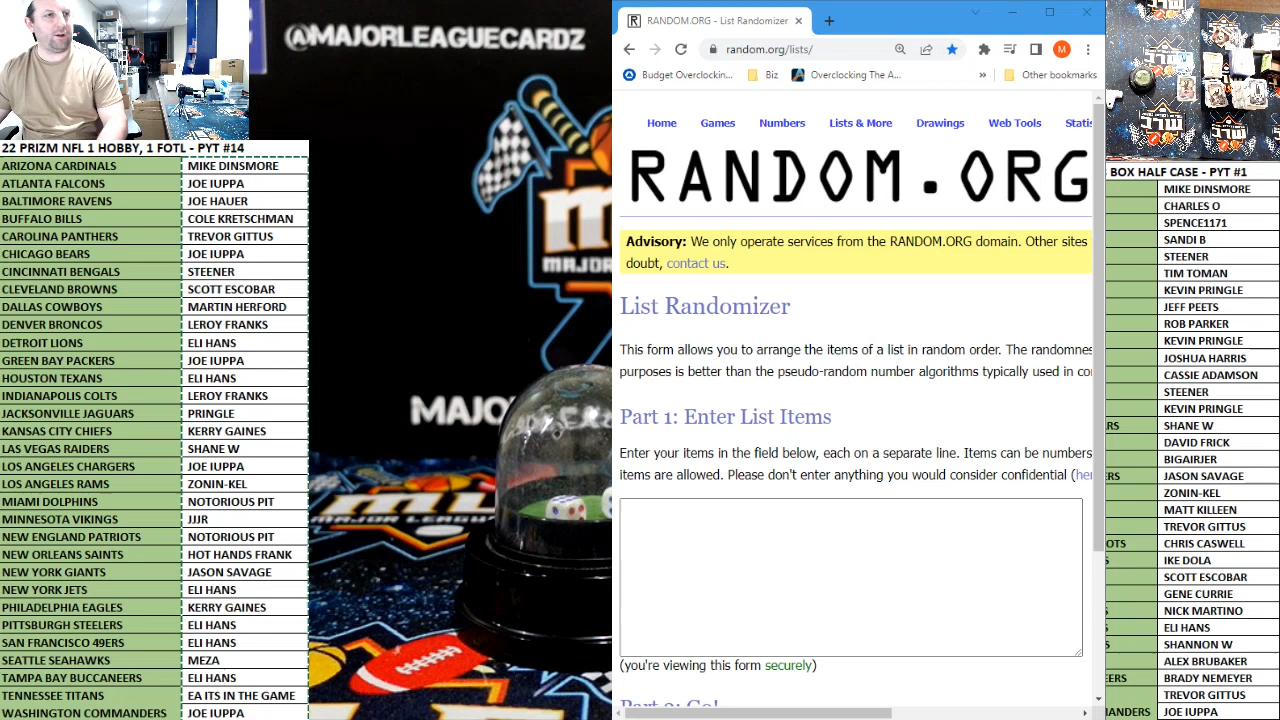 @MAJORLEAGUECARDZ
22 PRIZM NFL 1 HOBBY, 1 FOTL - PYT #14
ARIZONA CARDINALS MIKE DINSMORE
ATLANTA FALCONS JOE IUPPA
BALTIMORE RAVENS JOE HAUER
BUFFALO BILLS COLE KRETSCHMAN
CAROLINA PANTHERS TREVOR GITTUS
CHICAGO BEARS JOE IUPPA
CINCINNATI BENGALS STEENER
CLEVELAND BROWNS SCOTT ESCOBAR
DALLAS COWBOYS MARTIN HERFORD
DENVER BRONCOS LEROY FRANKS
DETROIT LIONS ELI HANS
GREEN BAY PACKERS JOE IUPPA
HOUSTON TEXANS ELI HANS
INDIANAPOLIS COLTS LEROY FRANKS
JACKSONVILLE JAGUARS PRINGLE
KANSAS CITY CHIEFS KERRY GAINES
LAS VEGAS RAIDERS SHANE W
LOS ANGELES CHARGERS JOE IUPPA
LOS ANGELES RAMS ZONIN-KEL
MIAMI DOLPHINS NOTORIOUS PIT
MINNESOTA VIKINGS JJJR
NEW ENGLAND PATRIOTS NOTORIOUS PIT
NEW ORLEANS SAINTS HOT HANDS FRANK
NEW YORK GIANTS JASON SAVAGE
NEW YORK JETS ELI HANS
PHILADELPHIA EAGLES KERRY GAINES
PITTSBURGH STEELERS ELI HANS
SAN FRANCISCO 49ERS ELI HANS
SEATTLE SEAHAWKS MEZA
TAMPA BAY BUCCANEERS ELI HANS
TENNESSEE TITANS EA ITS IN THE GAME
WASHINGTON COMMANDERS JOE IUPPA
RANDOM.ORG - List Randomizer
random.org/lists/
M
Budget Overclockin... Biz Overclocking The A... » Other bookmarks
Home Games Numbers Lists & More Drawings Web Tools Statis
RANDOM.ORG
Advisory: We only operate services from the RANDOM.ORG domain. Other sites
doubt, contact us.
List Randomizer
This form allows you to arrange the items of a list in random order. The randomnes
purposes is better than the pseudo-random number algorithms typically used in co
Part 1: Enter List Items
Enter your items in the field below, each on a separate line. Items can be numbers
items are allowed. Please don't enter anything you would consider confidential (her
(you're viewing this form securely)
Part 2: Go!
BOX HALF CASE - PYT #1
MIKE DINSMORE
CHARLES O
SPENCE1171
SANDI B
STEENER
TIM TOMAN
KEVIN PRINGLE
JEFF PEETS
ROB PARKER
KEVIN PRINGLE
JOSHUA HARRIS
CASSIE ADAMSON
STEENER
KEVIN PRINGLE
ERS SHANE W
DAVID FRICK
BIGAIRJER
ERS JASON SAVAGE
ZONIN-KEL
MATT KILLEEN
TREVOR GITTUS
OTS CHRIS CASWELL
S IKE DOLA
SCOTT ESCOBAR
GENE CURRIE
S NICK MARTINO
S ELI HANS
S SHANNON W
ALEX BRUBAKER
EERS BRADY NEMEYER
TREVOR GITTUS
ANDERS JOE IUPPA